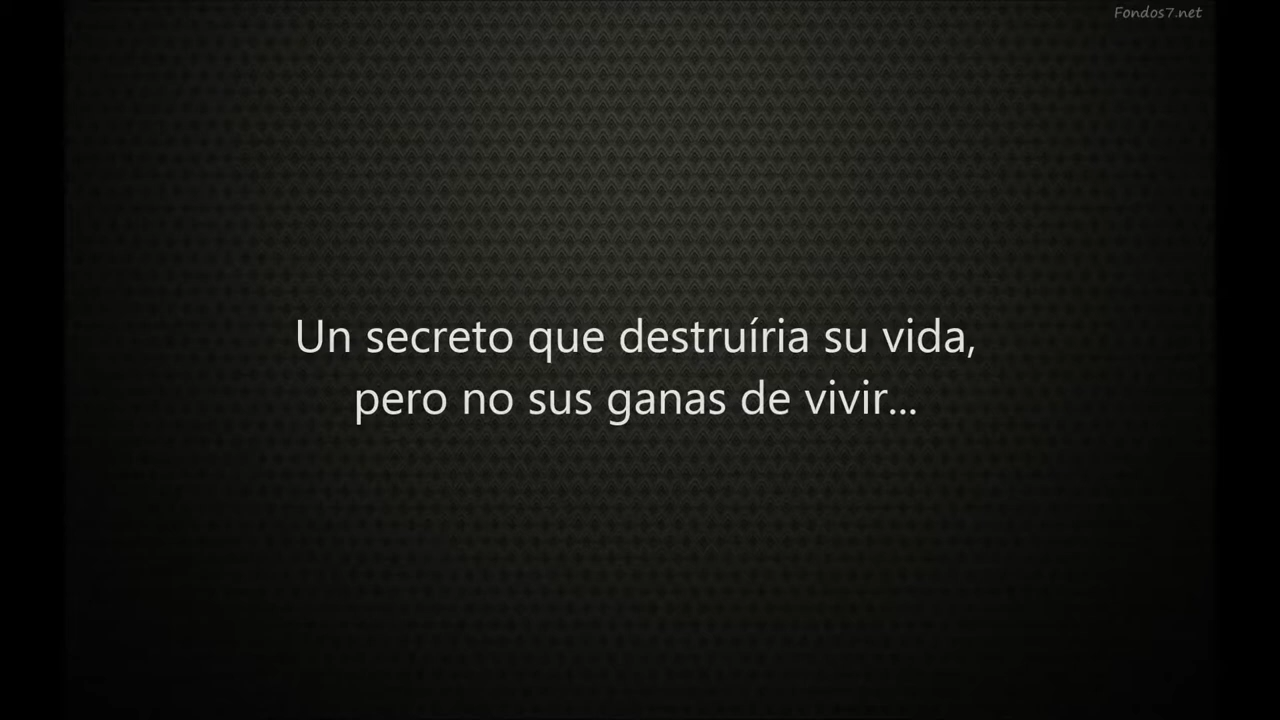 Fondos7.net
Un secreto que destruíria su vida,
pero no sus ganas de vivir...